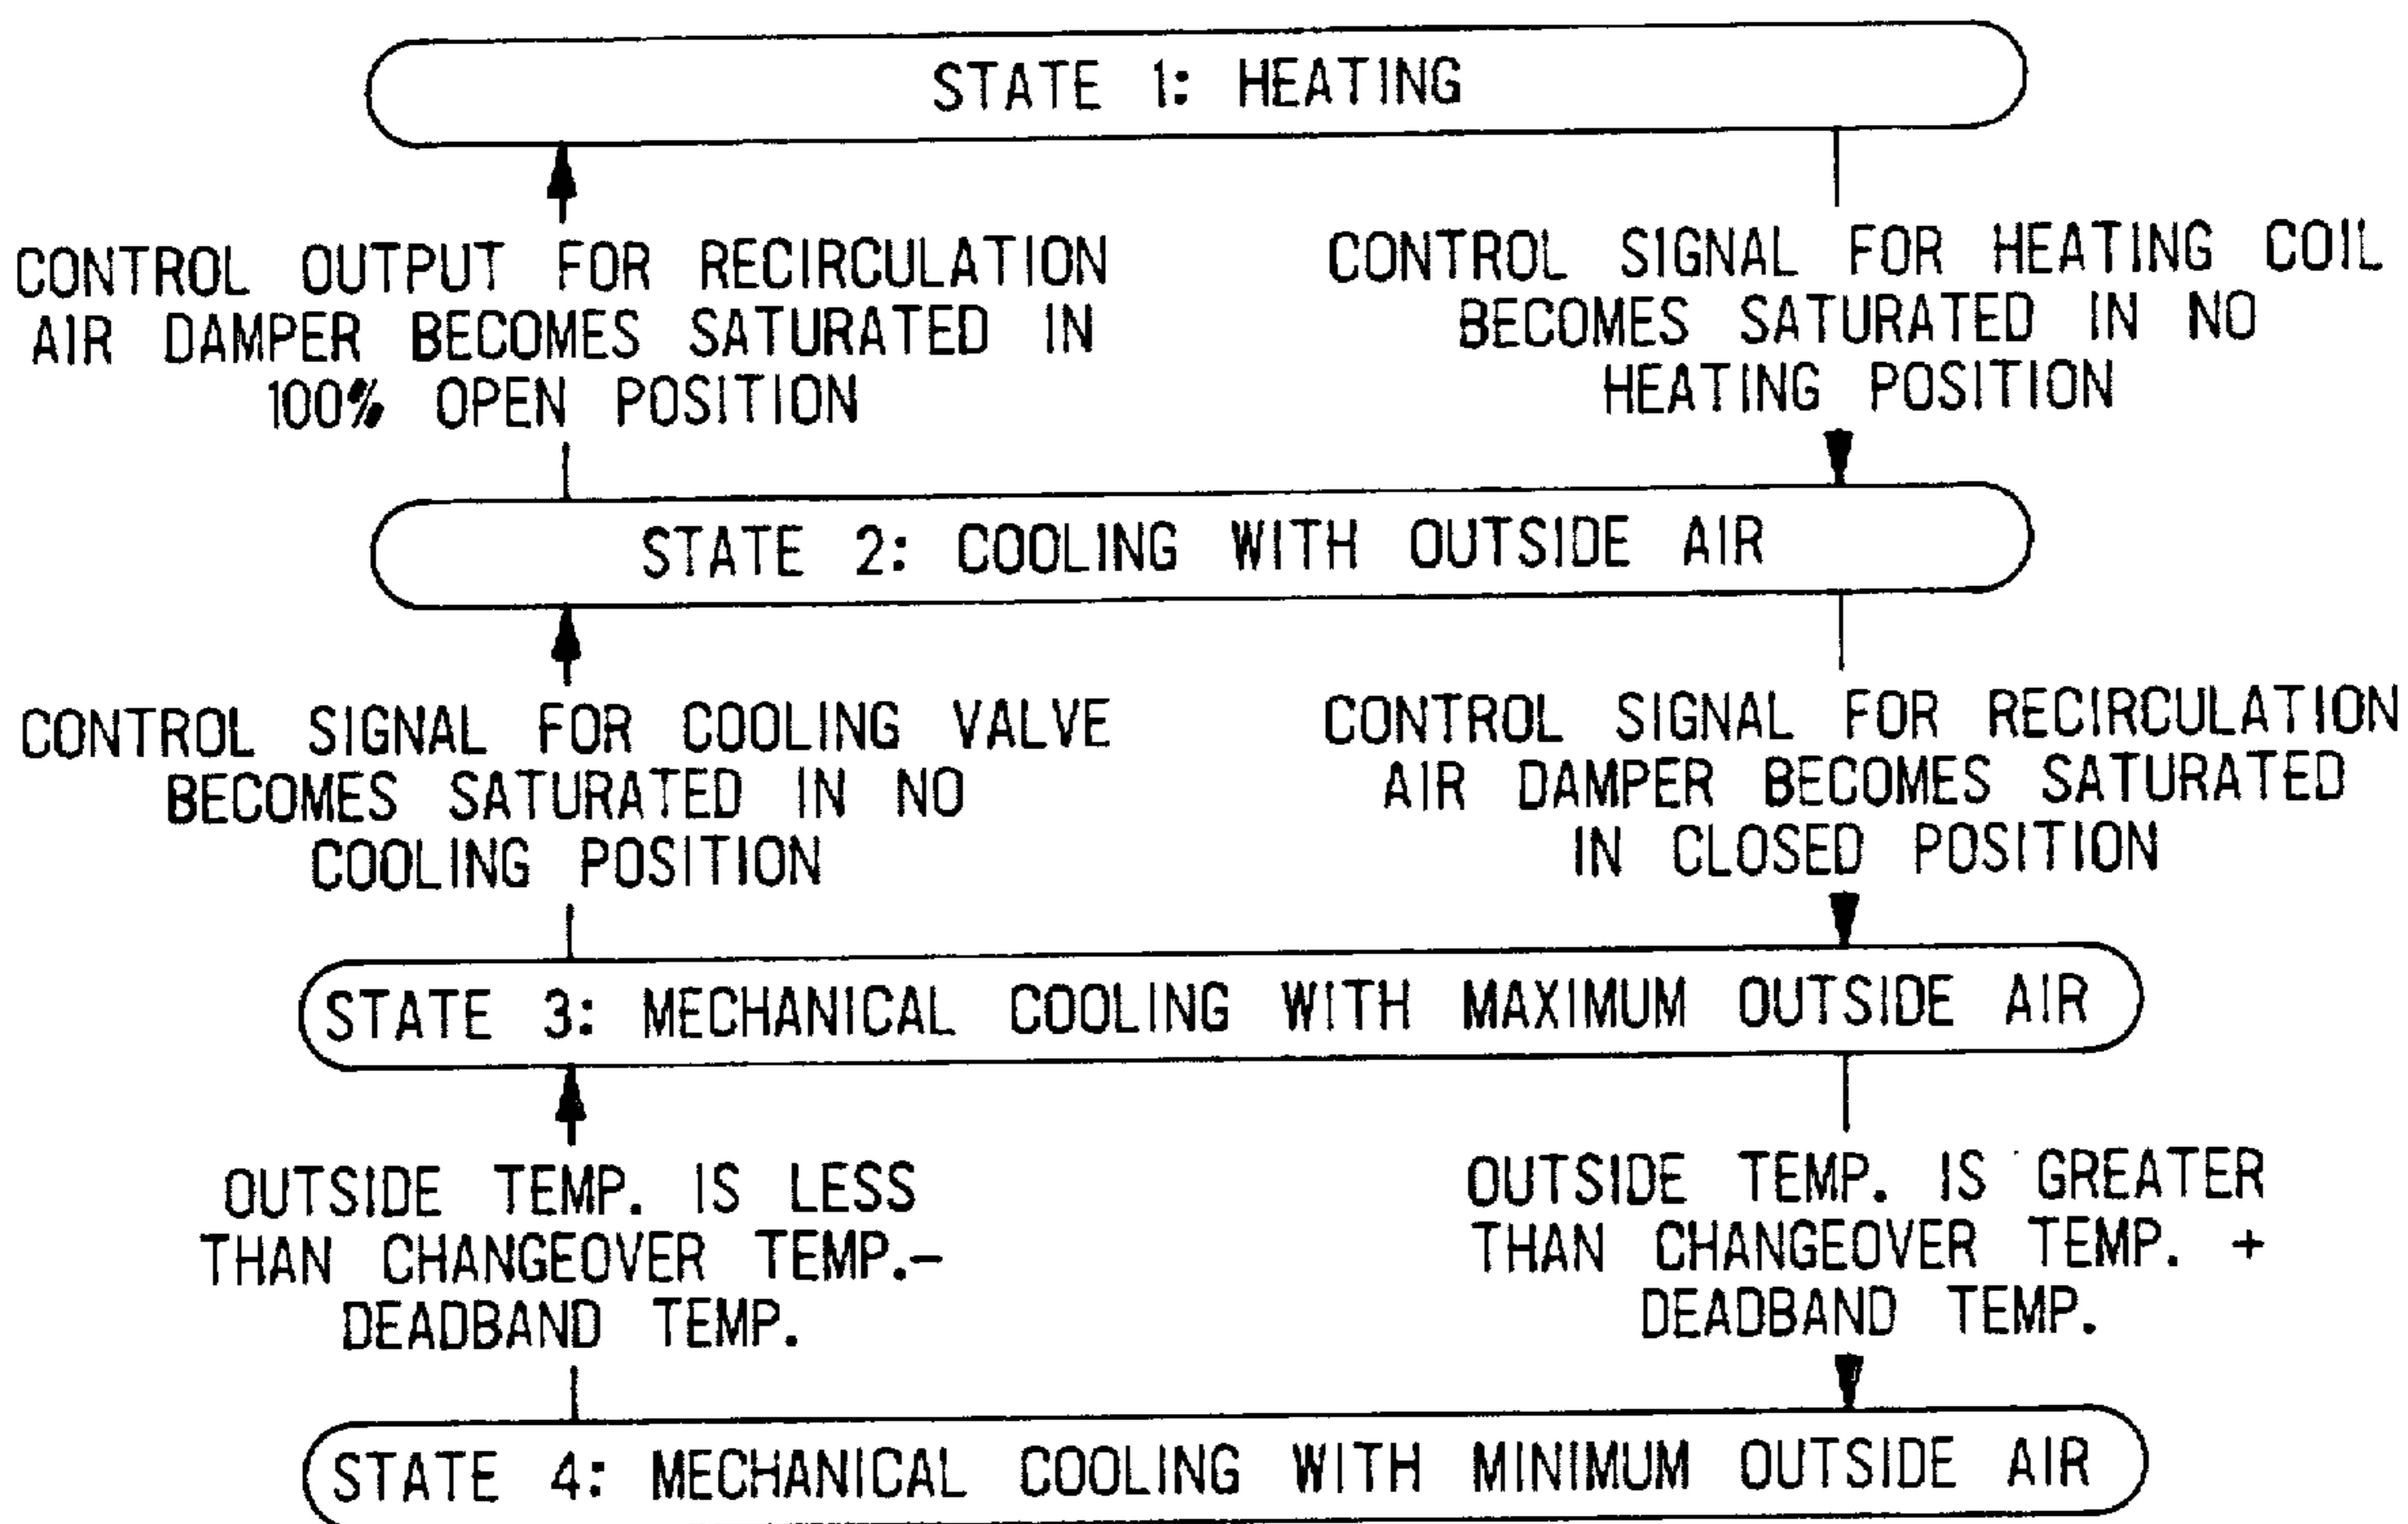 STATE 1: HEATING
CONTROL OUTPUT FOR RECIRCULATION
AIR DAMPER BECOMES SATURATED IN
100% OPEN POSITION
CONTROL SIGNAL FOR HEATING COIL
BECOMES SATURATED IN NO
HEATING POSITION
STATE 2: COOLING WITH OUTSIDE AIR
CONTROL SIGNAL FOR COOLING VALVE
BECOMES SATURATED IN NO
COOLING POSITION
CONTROL SIGNAL FOR RECIRCULATION
AIR DAMPER BECOMES SATURATED
IN CLOSED POSITION
STATE 3: MECHANICAL COOLING WITH MAXIMUM OUTSIDE AIR
OUTSIDE TEMP. IS LESS
THAN CHANGEOVER TEMP.-
DEADBAND TEMP.
OUTSIDE TEMP. IS GREATER
THAN CHANGEOVER TEMP. +
DEADBAND TEMP.
STATE 4: MECHANICAL COOLING WITH MINIMUM OUTSIDE AIR